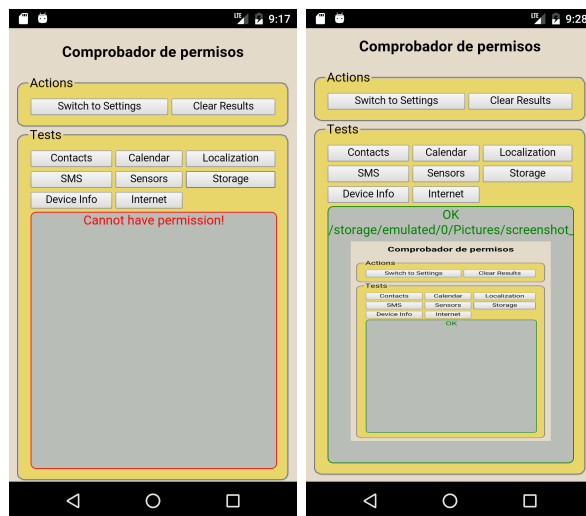 LTE 9:17
Comprobador de permisos
Actions
Switch to Settings Clear Results
Tests
Contacts Calendar Localization
SMS Sensors Storage
Device Info Internet
Cannot have permission!
LTE 9:28
Comprobador de permisos
Actions
Switch to Settings Clear Results
Tests
Contacts Calendar Localization
SMS Sensors Storage
Device Info Internet
OK
/storage/emulated/0/Pictures/screenshot_
Comprobador de permisos
Actions
Switch to Settings Clear Results
Tests
Contacts Calendar Localization
SMS Sensors Storage
Device Info Internet
OK